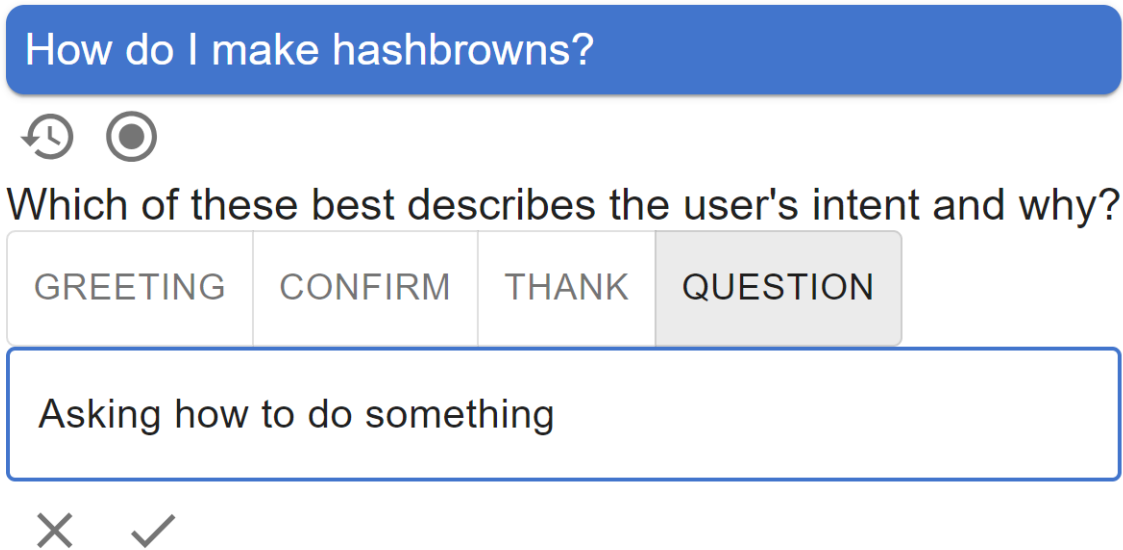 How do I make hashbrowns?
Which of these best describes the user's intent and why?
GREETING CONFIRM THANK QUESTION
Asking how to do something